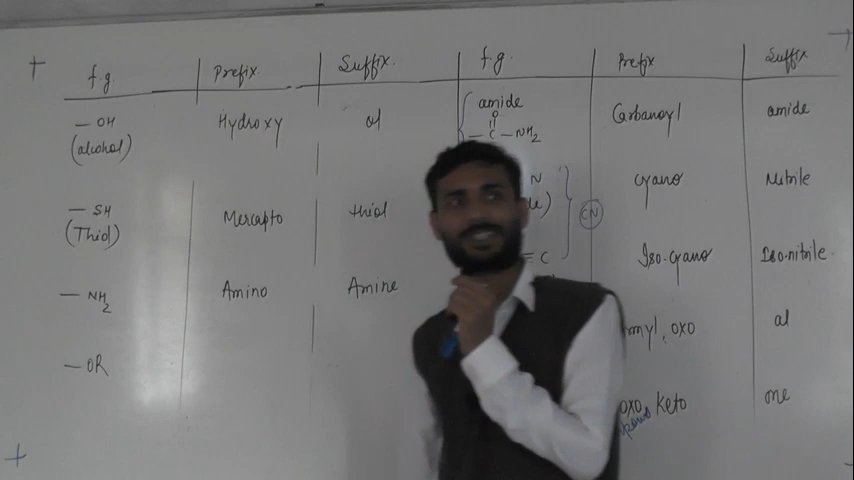 f.g. Prefix. Suffix. f.g. Prefix Suffix
— OH Hydroxy ol amide Carbamoyl amide
(alcohol)
O
— C — NH2
N cyano Nitrile
— SH Mercapto thiol CN
(Thiol)
≡ C Iso-cyano Iso-nitrile.
— NH2 Amino Amine
oxo al
— OR
oxo, Keto one